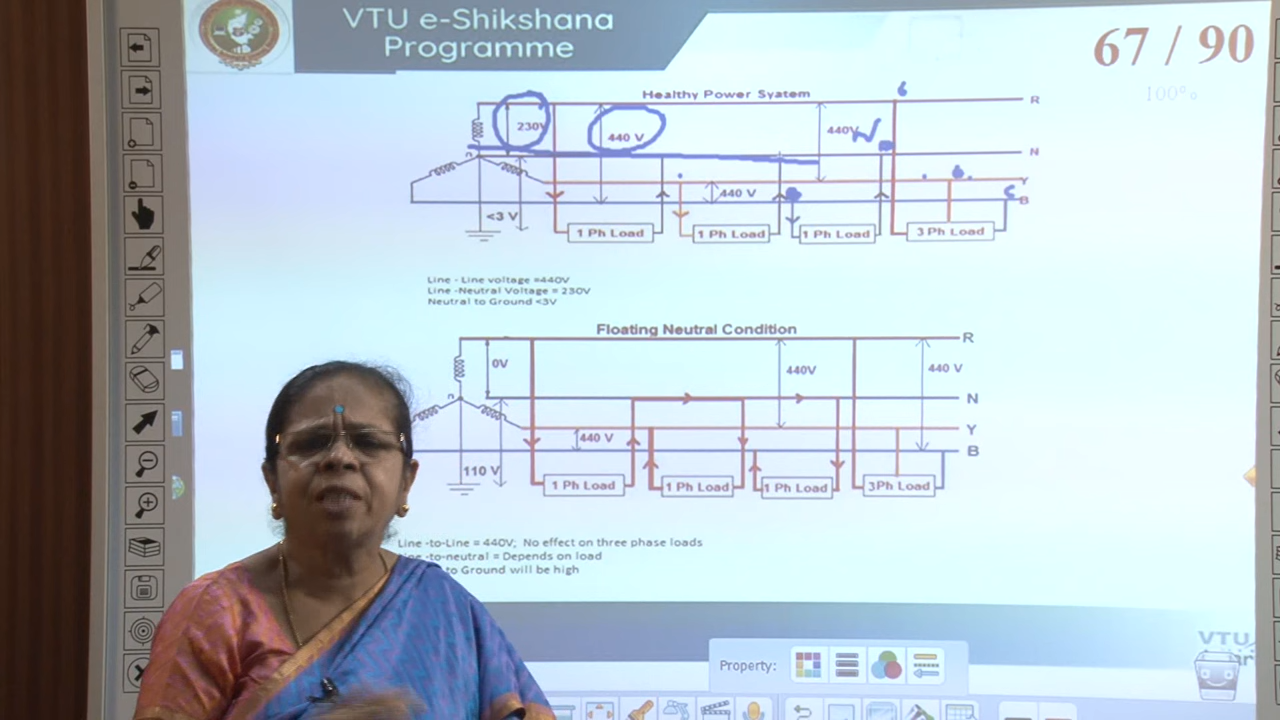 VTU e-Shikshana
Programme
67 / 90
100%
Healthy Power Syatem
R
230V
440 V
440V
N
n
Y
440 V
B
<3 V
1 Ph Load
1 Ph Load
1 Ph Load
3 Ph Load
Line - Line voltage =440V
Line -Neutral Voltage = 230V
Neutral to Ground <3V
Floating Neutral Condition
R
0V
440V
440 V
n
N
Y
440 V
B
110 V
1 Ph Load
1 Ph Load
1 Ph Load
3Ph Load
Line-to-Line = 440V; No effect on three phase loads
-to-neutral = Depends on load
to Ground will be high
VTU
Property: